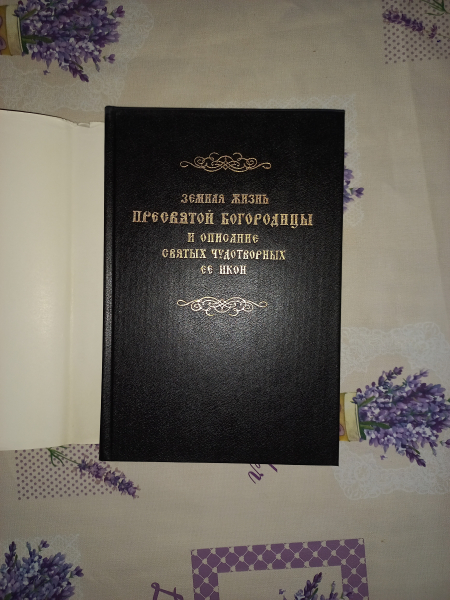 ЗЕМНАЯ ЖИЗНЬ
ПРЕСВЯТОЙ БОГОРОДИЦЫ
И ОПИСАНИЕ
СВЯТЫХ ЧУДОТВОРНЫХ
ЕЕ ИКОН